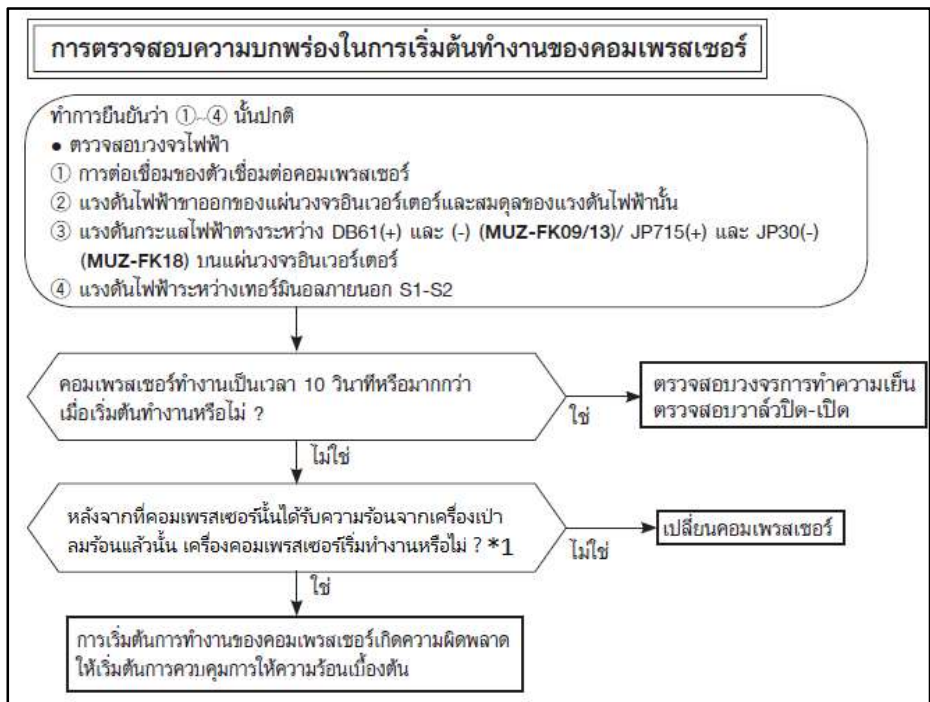 การตรวจสอบความบกพร่องในการเริ่มต้นทำงานของคอมเพรสเซอร์
ทำการยืนยันว่า ①~④ นั้นปกติ
● ตรวจสอบวงจรไฟฟ้า
① การต่อเชื่อมของตัวเชื่อมต่อคอมเพรสเซอร์
② แรงดันไฟฟ้าขาออกของแผ่นวงจรอินเวอร์เตอร์และสมดุลของแรงดันไฟฟ้านั้น
③ แรงดันกระแสไฟฟ้าตรงระหว่าง DB61(+) และ (-) (MUZ-FK09/13)/ JP715(+) และ JP30(-)
(MUZ-FK18) บนแผ่นวงจรอินเวอร์เตอร์
④ แรงดันไฟฟ้าระหว่างเทอร์มินอลภายนอก S1-S2
คอมเพรสเซอร์ทำงานเป็นเวลา 10 วินาทีหรือมากกว่า
เมื่อเริ่มต้นทำงานหรือไม่ ?
ใช่
ตรวจสอบวงจรการทำความเย็น
ตรวจสอบวาล์วปิด-เปิด
ไม่ใช่
หลังจากที่คอมเพรสเซอร์นั้นได้รับความร้อนจากเครื่องเป่า
ลมร้อนแล้วนั้น เครื่องคอมเพรสเซอร์เริ่มทำงานหรือไม่ ? *1
ไม่ใช่
เปลี่ยนคอมเพรสเซอร์
ใช่
การเริ่มต้นการทำงานของคอมเพรสเซอร์เกิดความผิดพลาด
ให้เริ่มต้นการควบคุมการให้ความร้อนเบื้องต้น